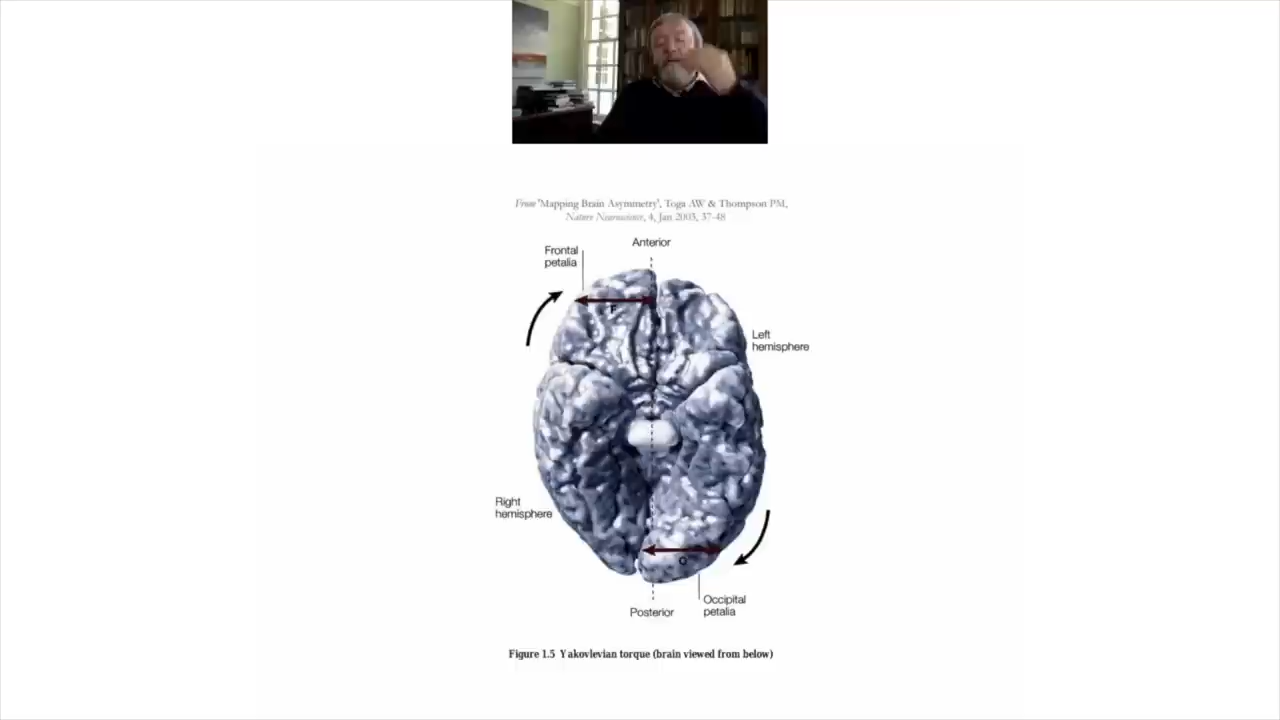 From 'Mapping Brain Asymmetry', Toga AW & Thompson PM,
Nature Neuroscience, 4, Jan 2003, 37-48
Anterior
Frontal
petalia
F
Left
hemisphere
Right
hemisphere
O
Occipital
petalia
Posterior
Figure 1.5 Yakovlevian torque (brain viewed from below)